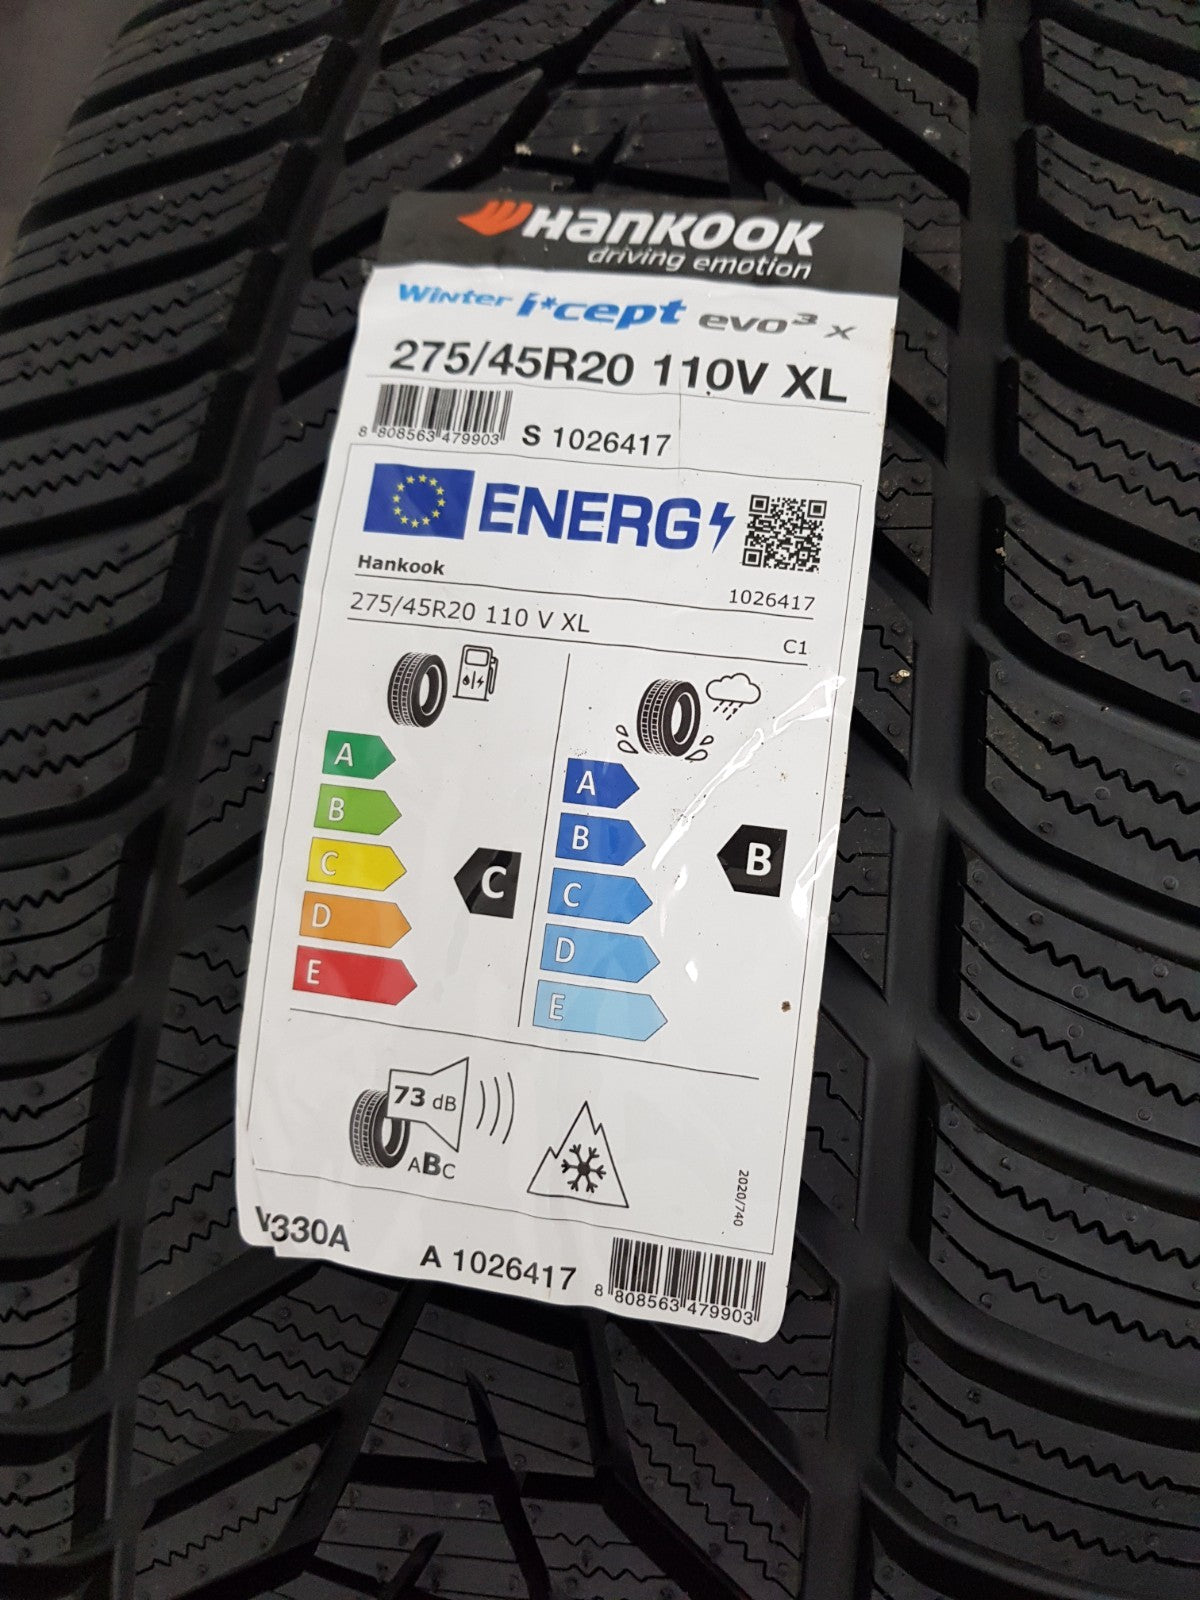 Hankook
driving emotion
Winter i*cept evo³ x
275/45R20 110V XL
8 808563 479903 S 1026417
ENERG
Hankook
1026417
275/45R20 110 V XL
C1
A
B
C
D
E
C
A
B
C
D
E
B
73 dB
ABC
2020/740
V330A
A 1026417
8 808563 479903